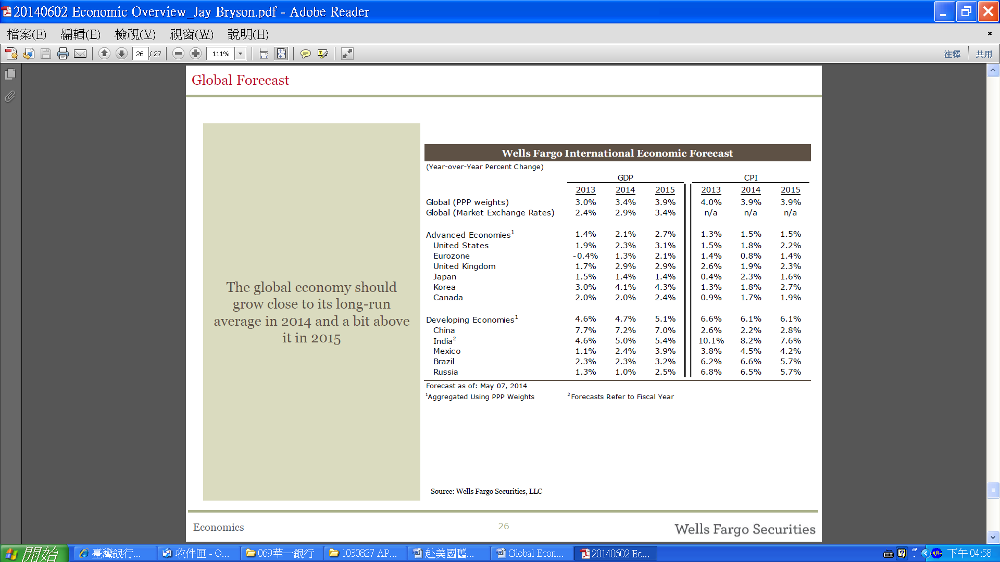 20140602 Economic Overview_Jay Bryson.pdf - Adobe Reader
檔案(F) 編輯(E) 檢視(V) 視窗(W) 說明(H)
26 / 27 111% 注釋 共用
Global Forecast
The global economy should
grow close to its long-run
average in 2014 and a bit above
it in 2015
Wells Fargo International Economic Forecast
(Year-over-Year Percent Change)
GDP CPI
2013 2014 2015 2013 2014 2015
Global (PPP weights) 3.0% 3.4% 3.9% 4.0% 3.9% 3.9%
Global (Market Exchange Rates) 2.4% 2.9% 3.4% n/a n/a n/a
Advanced Economies¹ 1.4% 2.1% 2.7% 1.3% 1.5% 1.5%
United States 1.9% 2.3% 3.1% 1.5% 1.8% 2.2%
Eurozone -0.4% 1.3% 2.1% 1.4% 0.8% 1.4%
United Kingdom 1.7% 2.9% 2.9% 2.6% 1.9% 2.3%
Japan 1.5% 1.4% 1.4% 0.4% 2.3% 1.6%
Korea 3.0% 4.1% 4.3% 1.3% 1.8% 2.7%
Canada 2.0% 2.0% 2.4% 0.9% 1.7% 1.9%
Developing Economies¹ 4.6% 4.7% 5.1% 6.6% 6.1% 6.1%
China 7.7% 7.2% 7.0% 2.6% 2.2% 2.8%
India² 4.6% 5.0% 5.4% 10.1% 8.2% 7.6%
Mexico 1.1% 2.4% 3.9% 3.8% 4.5% 4.2%
Brazil 2.3% 2.3% 3.2% 6.2% 6.6% 5.7%
Russia 1.3% 1.0% 2.5% 6.8% 6.5% 5.7%
Forecast as of: May 07, 2014
¹Aggregated Using PPP Weights ²Forecasts Refer to Fiscal Year
Source: Wells Fargo Securities, LLC
Economics 26 Wells Fargo Securities
開始 臺灣銀行... 收件匣 - O... 069華一銀行 1030827 AP... 赴美國舊... Global Econ... 20140602 Ec... 下午 04:58